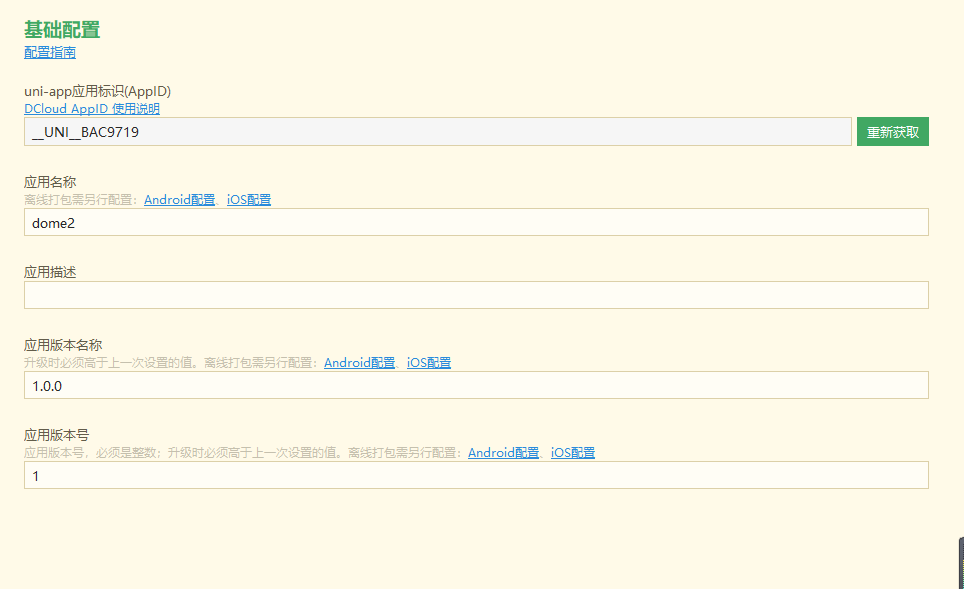 基础配置
配置指南
uni-app应用标识(AppID)
DCloud AppID 使用说明
__UNI__BAC9719
重新获取
应用名称
离线打包需另行配置：Android配置、iOS配置
dome2
应用描述
应用版本名称
升级时必须高于上一次设置的值。离线打包需另行配置：Android配置、iOS配置
1.0.0
应用版本号
应用版本号，必须是整数；升级时必须高于上一次设置的值。离线打包需另行配置：Android配置、iOS配置
1